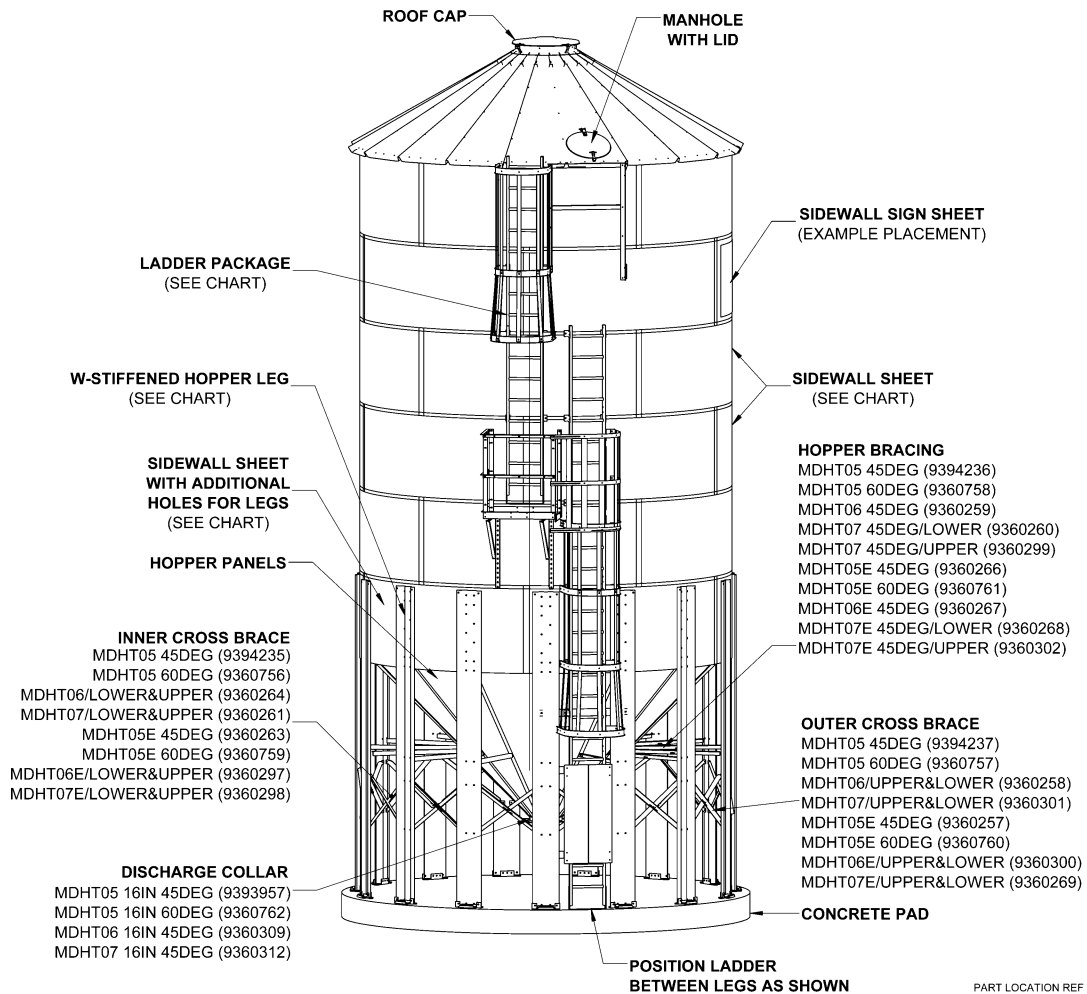 ROOF CAP
MANHOLE
WITH LID
SIDEWALL SIGN SHEET
(EXAMPLE PLACEMENT)
LADDER PACKAGE
(SEE CHART)
W-STIFFENED HOPPER LEG
(SEE CHART)
SIDEWALL SHEET
(SEE CHART)
SIDEWALL SHEET
WITH ADDITIONAL
HOLES FOR LEGS
(SEE CHART)
HOPPER PANELS
HOPPER BRACING
MDHT05 45DEG (9394236)
MDHT05 60DEG (9360758)
MDHT06 45DEG (9360259)
MDHT07 45DEG/LOWER (9360260)
MDHT07 45DEG/UPPER (9360299)
MDHT05E 45DEG (9360266)
MDHT05E 60DEG (9360761)
MDHT06E 45DEG (9360267)
MDHT07E 45DEG/LOWER (9360268)
MDHT07E 45DEG/UPPER (9360302)
INNER CROSS BRACE
MDHT05 45DEG (9394235)
MDHT05 60DEG (9360756)
MDHT06/LOWER&UPPER (9360264)
MDHT07/LOWER&UPPER (9360261)
MDHT05E 45DEG (9360263)
MDHT05E 60DEG (9360759)
MDHT06E/LOWER&UPPER (9360297)
MDHT07E/LOWER&UPPER (9360298)
OUTER CROSS BRACE
MDHT05 45DEG (9394237)
MDHT05 60DEG (9360757)
MDHT06/UPPER&LOWER (9360258)
MDHT07/UPPER&LOWER (9360301)
MDHT05E 45DEG (9360257)
MDHT05E 60DEG (9360760)
MDHT06E/UPPER&LOWER (9360300)
MDHT07E/UPPER&LOWER (9360269)
DISCHARGE COLLAR
MDHT05 16IN 45DEG (9393957)
MDHT05 16IN 60DEG (9360762)
MDHT06 16IN 45DEG (9360309)
MDHT07 16IN 45DEG (9360312)
CONCRETE PAD
POSITION LADDER
BETWEEN LEGS AS SHOWN
PART LOCATION REF